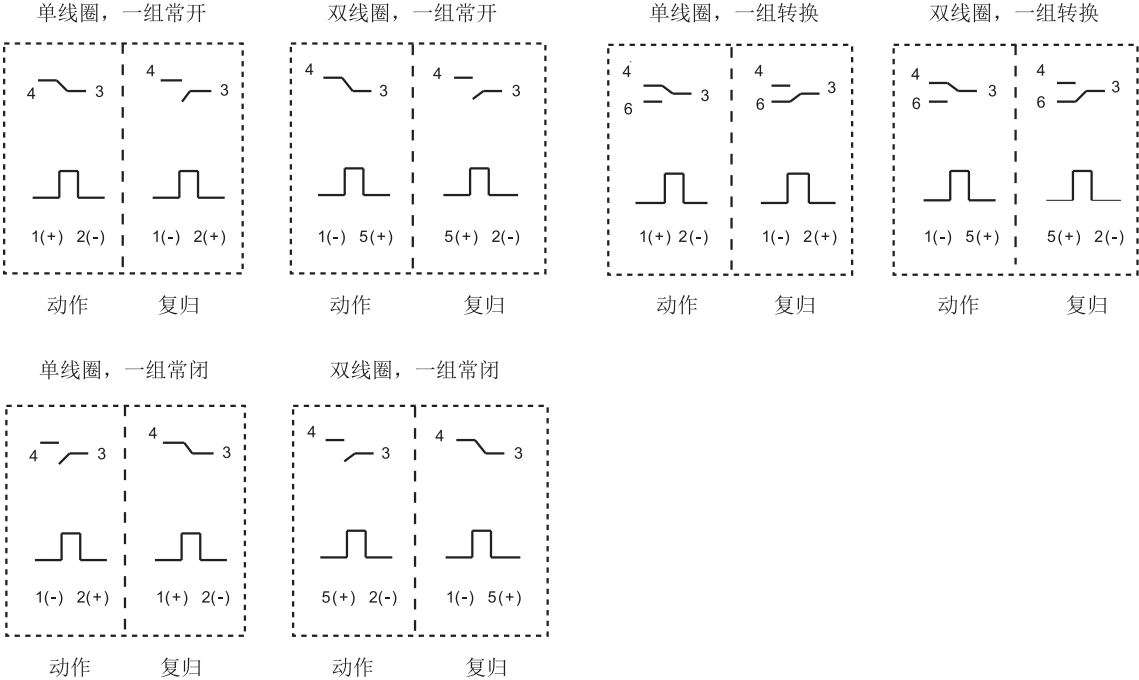 单线圈，一组常开 双线圈，一组常开 单线圈，一组转换 双线圈，一组转换
4 3 4 3 4 3 4 3 4 6 3 4 6 3 4 6 3 4 6 3
1(+) 2(-) 1(-) 2(+) 1(-) 5(+) 5(+) 2(-) 1(+) 2(-) 1(-) 2(+) 1(-) 5(+) 5(+) 2(-)
动作 复归 动作 复归 动作 复归 动作 复归
单线圈，一组常闭 双线圈，一组常闭
4 3 4 3 4 3 4 3
1(-) 2(+) 1(+) 2(-) 5(+) 2(-) 1(-) 5(+)
动作 复归 动作 复归